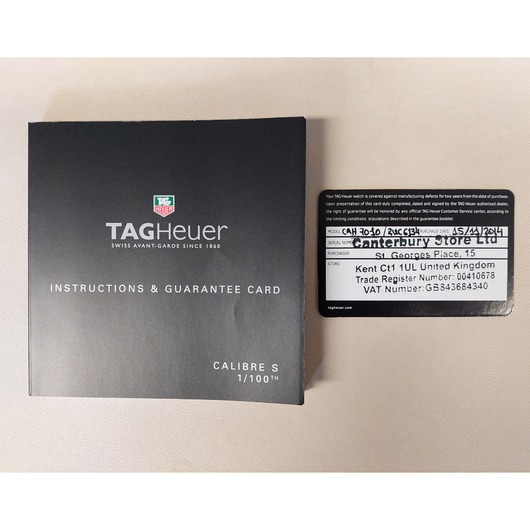 TAG
HEUER
TAGHeuer
SWISS AVANT-GARDE SINCE 1860
INSTRUCTIONS & GUARANTEE CARD
CALIBRE S
1/100TH
Your TAG Heuer watch is covered against manufacturing defects for two years from the date of purchase.
Upon presentation of this card duly completed, dated and signed by the TAG Heuer authorised dealer,
the right of guarantee will be honored by any official TAG Heuer Customer Service center, according to
the limiting conditions stipulations described in the guarantee booklet.
MODEL CAH 7010 / RUC6134 PURCHASE DATE 15/11/2014
SERIAL NUMBER Canterbury Store Ltd
PURCHASER St. Georges Place, 15
STORE Kent Ct1 1UL United Kingdom
Trade Register Number: 00410678
VAT Number:GB843684340
tagheuer.com